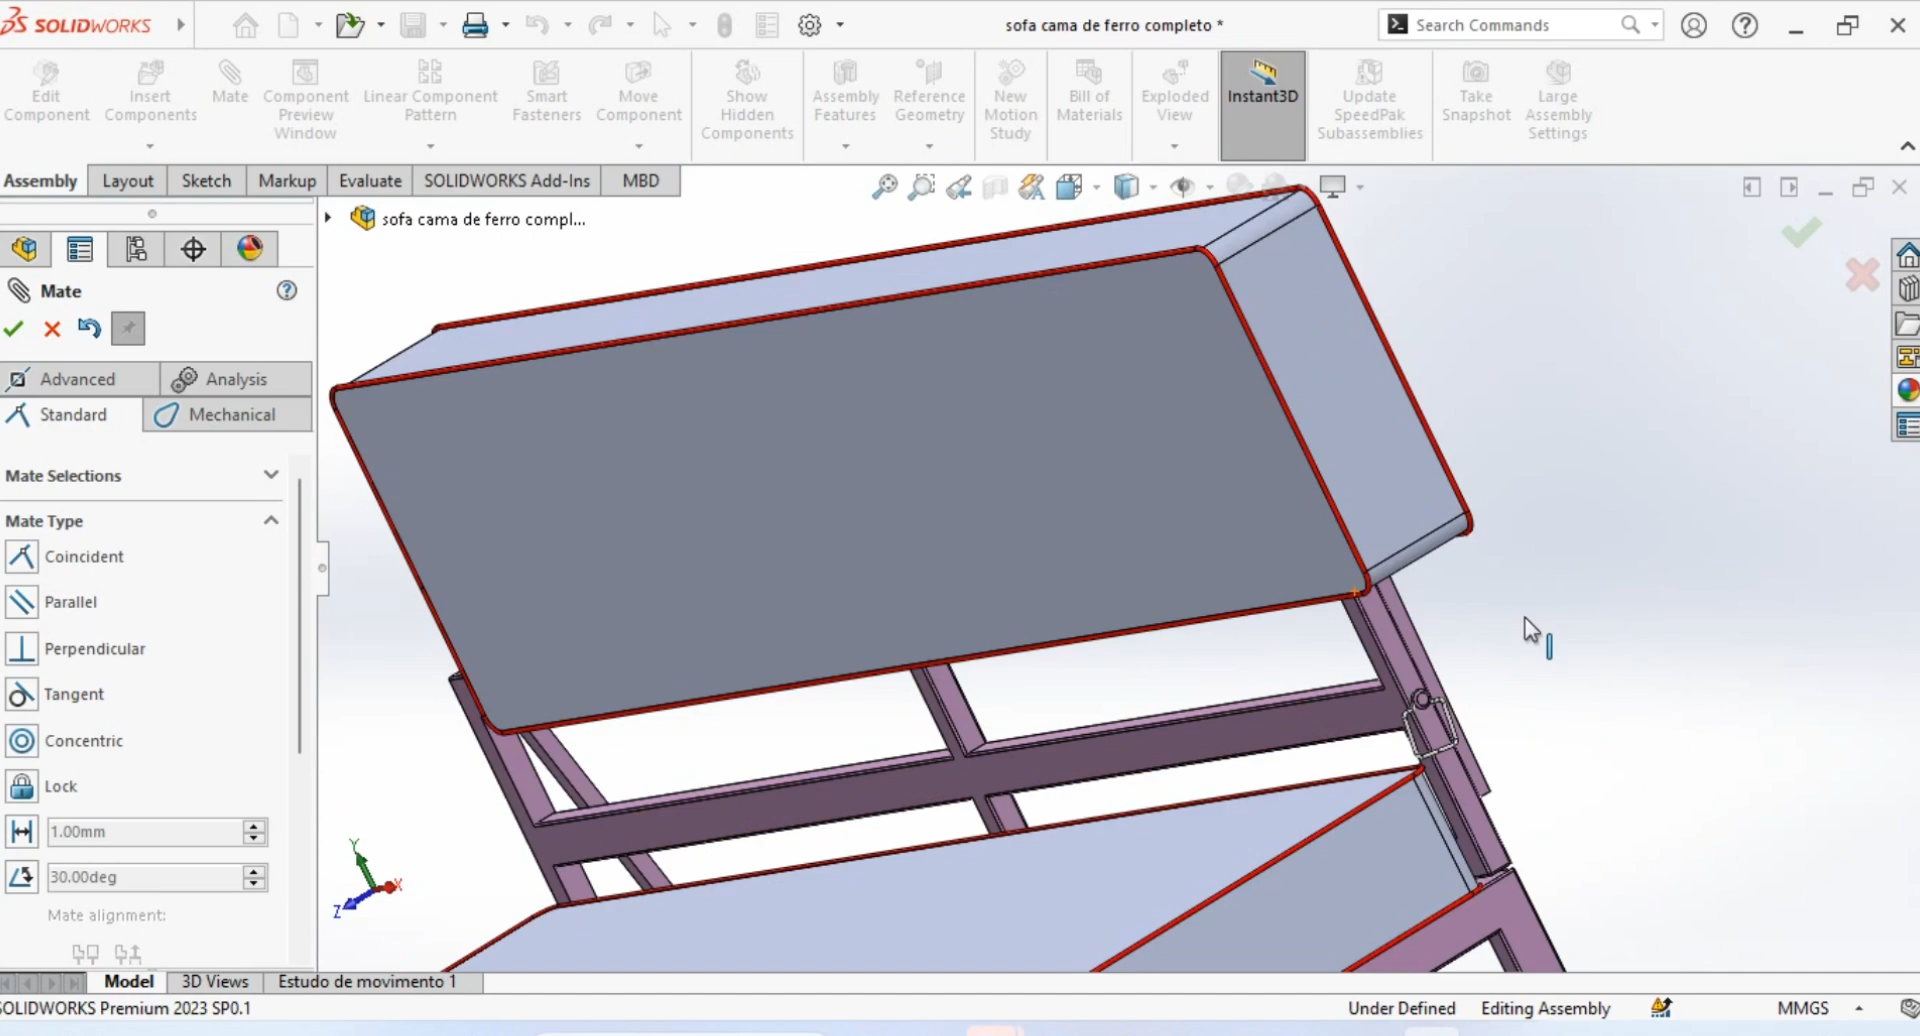 SOLIDWORKS
sofa cama de ferro completo *
Search Commands
Edit Component
Insert Components
Mate
Component Preview Window
Linear Component Pattern
Smart Fasteners
Move Component
Show Hidden Components
Assembly Features
Reference Geometry
New Motion Study
Bill of Materials
Exploded View
Instant3D
Update SpeedPak Subassemblies
Take Snapshot
Large Assembly Settings
Assembly
Layout
Sketch
Markup
Evaluate
SOLIDWORKS Add-Ins
MBD
sofa cama de ferro compl...
Mate
Advanced
Analysis
Standard
Mechanical
Mate Selections
Mate Type
Coincident
Parallel
Perpendicular
Tangent
Concentric
Lock
1.00mm
30.00deg
Mate alignment:
Y
X
Z
Model
3D Views
Estudo de movimento 1
SOLIDWORKS Premium 2023 SP0.1
Under Defined
Editing Assembly
MMGS